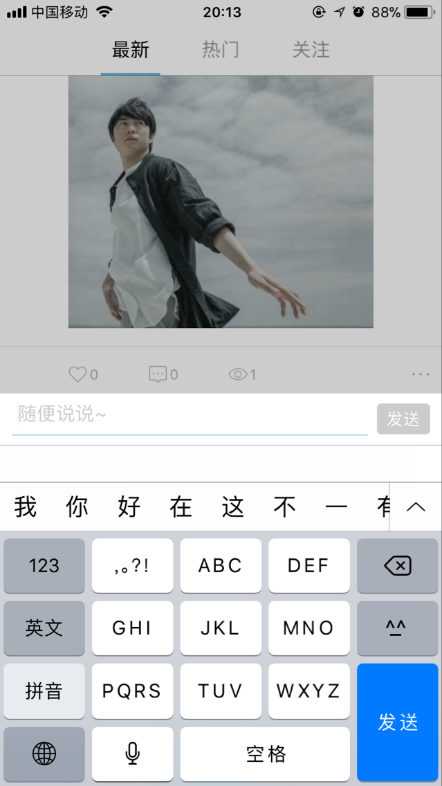 中国移动 20:13 88%
最新 热门 关注
0 0 1 ...
随便说说~ 发送
我 你 好 在 这 不 一
123 ,。?! ABC DEF
英文 GHI JKL MNO ^^
拼音 PQRS TUV WXYZ 发送
空格